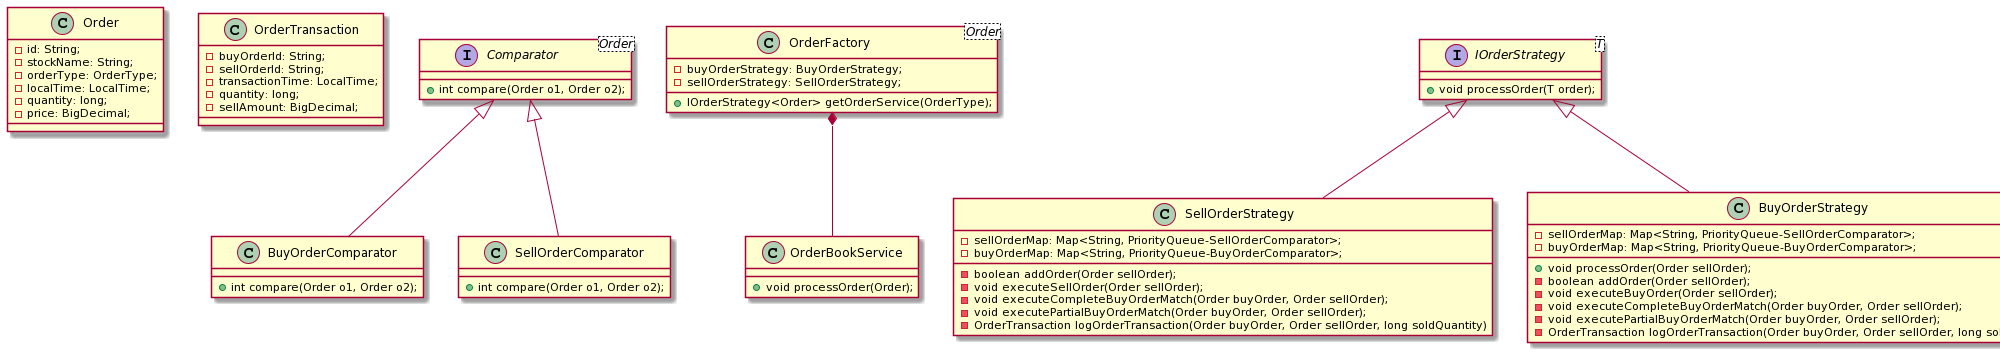 C Order
id: String;
stockName: String;
orderType: OrderType;
localTime: LocalTime;
quantity: long;
price: BigDecimal;
C OrderTransaction
buyOrderId: String;
sellOrderId: String;
transactionTime: LocalTime;
quantity: long;
sellAmount: BigDecimal;
I Comparator
Order
int compare(Order o1, Order o2);
C OrderFactory
Order
buyOrderStrategy: BuyOrderStrategy;
sellOrderStrategy: SellOrderStrategy;
IOrderStrategy<Order> getOrderService(OrderType);
I IOrderStrategy
T
void processOrder(T order);
C BuyOrderComparator
int compare(Order o1, Order o2);
C SellOrderComparator
int compare(Order o1, Order o2);
C OrderBookService
void processOrder(Order);
C SellOrderStrategy
sellOrderMap: Map<String, PriorityQueue-SellOrderComparator>;
buyOrderMap: Map<String, PriorityQueue-BuyOrderComparator>;
boolean addOrder(Order sellOrder);
void executeSellOrder(Order sellOrder);
void executeCompleteBuyOrderMatch(Order buyOrder, Order sellOrder);
void executePartialBuyOrderMatch(Order buyOrder, Order sellOrder);
OrderTransaction logOrderTransaction(Order buyOrder, Order sellOrder, long soldQuantity)
C BuyOrderStrategy
sellOrderMap: Map<String, PriorityQueue-SellOrderComparator>;
buyOrderMap: Map<String, PriorityQueue-BuyOrderComparator>;
void processOrder(Order sellOrder);
boolean addOrder(Order sellOrder);
void executeBuyOrder(Order sellOrder);
void executeCompleteBuyOrderMatch(Order buyOrder, Order sellOrder);
void executePartialBuyOrderMatch(Order buyOrder, Order sellOrder);
OrderTransaction logOrderTransaction(Order buyOrder, Order sellOrder, long